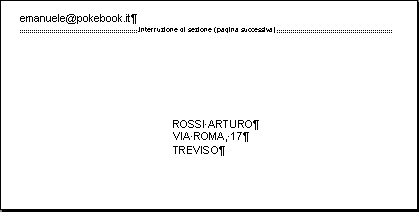 emanuele@pokebook.it¶
Interruzione di sezione (pagina successiva)
ROSSI·ARTURO¶
VIA·ROMA,·17¶
TREVISO¶